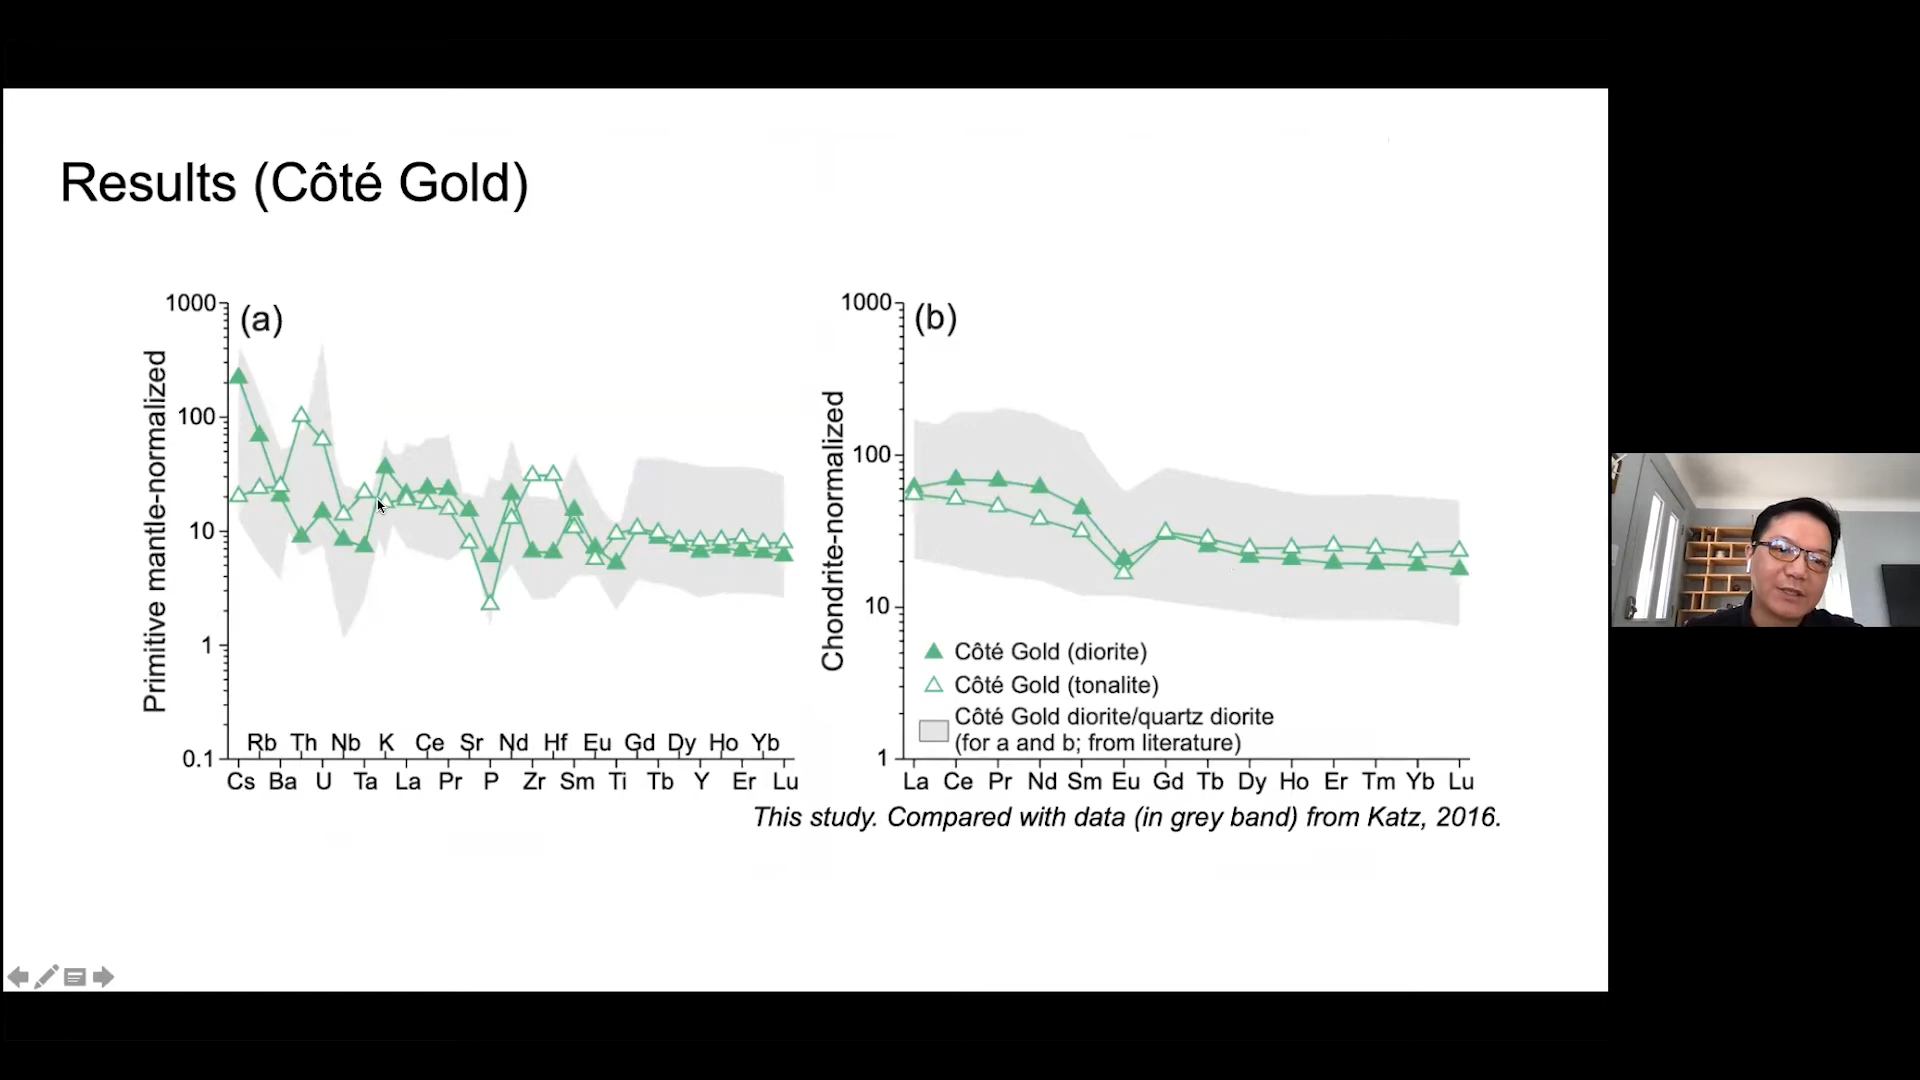 Results (Côté Gold)
(a)
Primitive mantle-normalized
1000
100
10
1
0.1
Rb Th Nb K Ce Sr Nd Hf Eu Gd Dy Ho Yb
Cs Ba U Ta La Pr P Zr Sm Ti Tb Y Er Lu
(b)
Chondrite-normalized
1000
100
10
1
Côté Gold (diorite)
Côté Gold (tonalite)
Côté Gold diorite/quartz diorite
(for a and b; from literature)
La Ce Pr Nd Sm Eu Gd Tb Dy Ho Er Tm Yb Lu
This study. Compared with data (in grey band) from Katz, 2016.